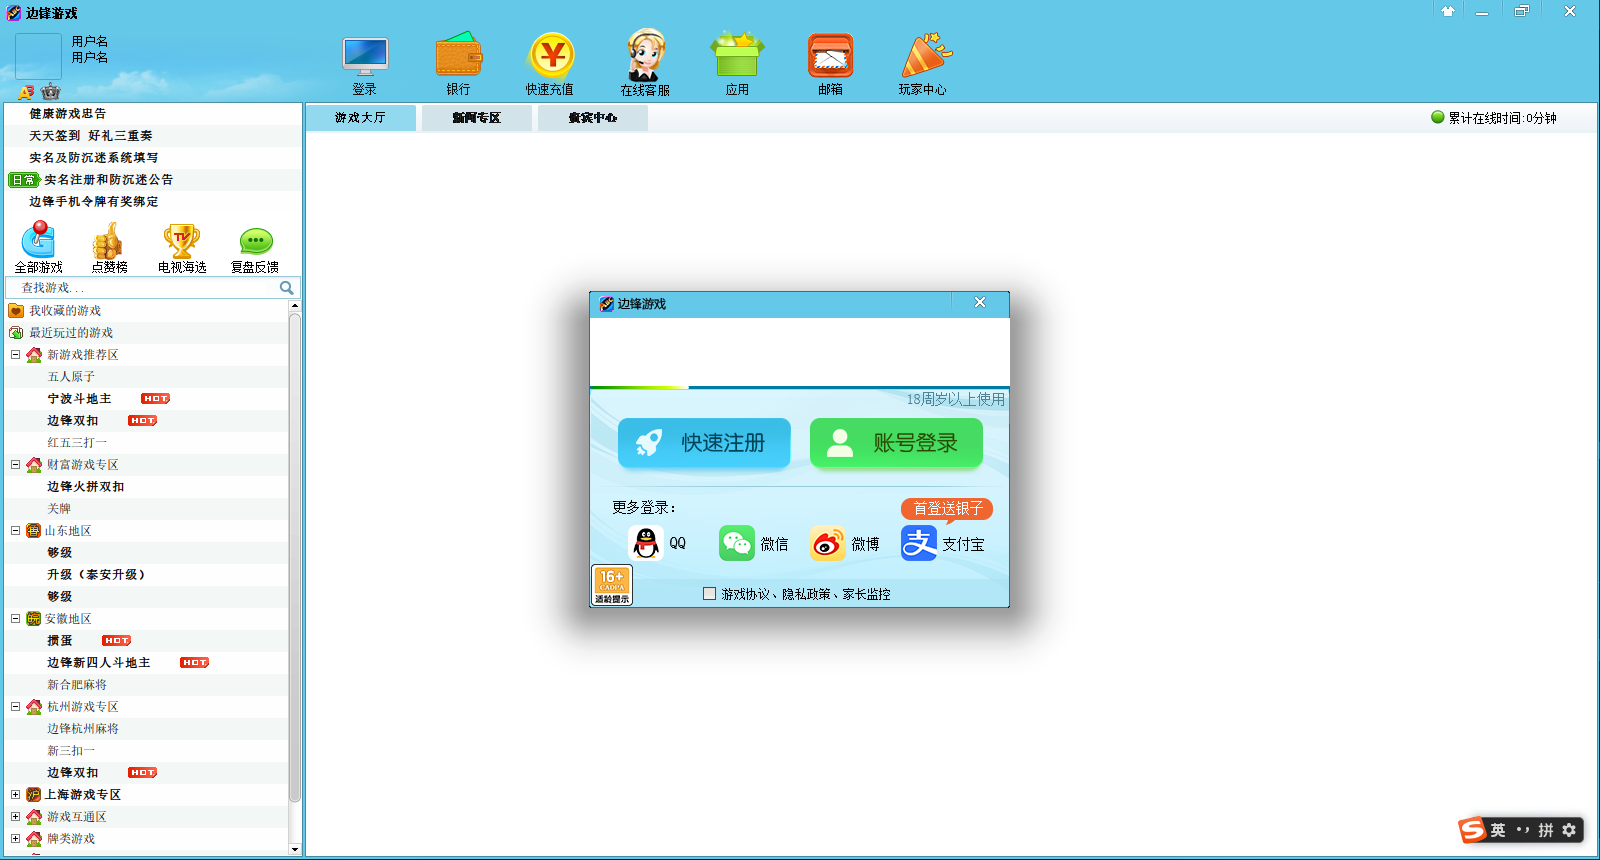 边锋游戏
用户名
用户名
登录
银行
快速充值
在线客服
应用
邮箱
玩家中心
健康游戏忠告
天天签到 好礼三重奏
实名及防沉迷系统填写
日常 实名注册和防沉迷公告
边锋手机令牌有奖绑定
全部游戏
点赞榜
TV
电视海选
复盘反馈
查找游戏...
我收藏的游戏
最近玩过的游戏
新游戏推荐区
五人原子
宁波斗地主 HOT
边锋双扣 HOT
红五三打一
财富游戏专区
边锋火拼双扣
关牌
山东地区
够级
升级（泰安升级）
够级
安徽地区
掼蛋 HOT
边锋新四人斗地主 HOT
新合肥麻将
杭州游戏专区
边锋杭州麻将
新三扣一
边锋双扣 HOT
上海游戏专区
游戏互通区
牌类游戏
游戏大厅
新闻专区
贵宾中心
累计在线时间:0分钟
边锋游戏
18周岁以上使用
快速注册
账号登录
更多登录：
首登送银子
QQ
微信
微博
支付宝
16+
CADPA
适龄提示
游戏协议、隐私政策、家长监控
英 拼